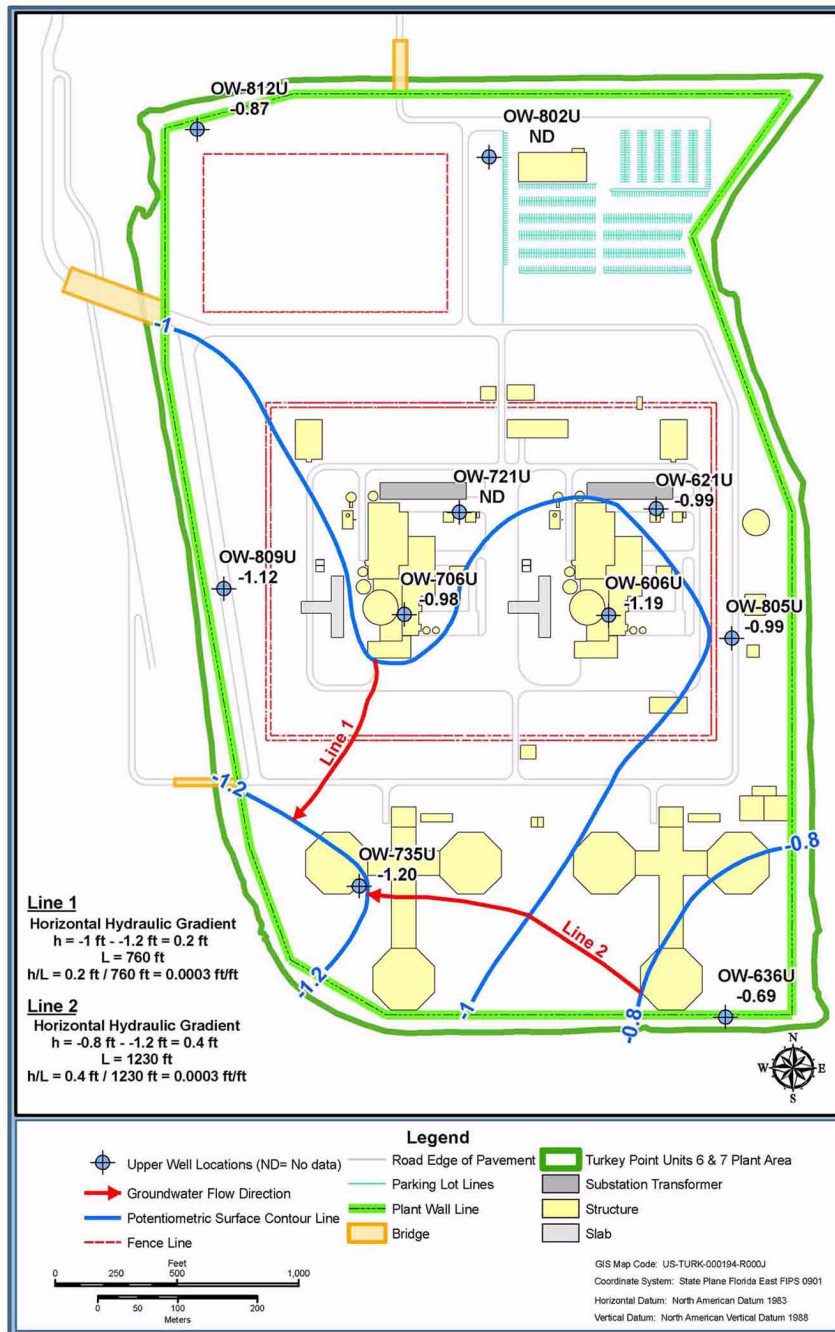 OW-812U
-0.87
OW-802U
ND
-1
OW-721U
ND
OW-621U
-0.99
OW-809U
-1.12
OW-706U
-0.98
OW-606U
-1.19
OW-805U
-0.99
Line 1
-1.2
-0.8
OW-735U
-1.20
Line 2
-1.2
-1
-0.8
OW-636U
-0.69
Line 1
Horizontal Hydraulic Gradient
h = -1 ft - -1.2 ft = 0.2 ft
L = 760 ft
h/L = 0.2 ft / 760 ft = 0.0003 ft/ft
Line 2
Horizontal Hydraulic Gradient
h = -0.8 ft - -1.2 ft = 0.4 ft
L = 1230 ft
h/L = 0.4 ft / 1230 ft = 0.0003 ft/ft
N
W E
S
Legend
Upper Well Locations (ND= No data)
Groundwater Flow Direction
Potentiometric Surface Contour Line
Fence Line
Road Edge of Pavement
Parking Lot Lines
Plant Wall Line
Bridge
Turkey Point Units 6 & 7 Plant Area
Substation Transformer
Structure
Slab
Feet
0 250 500 1,000
0 50 100 200
Meters
GIS Map Code: US-TURK-000194-R000J
Coordinate System: State Plane Florida East FIPS 0901
Horizontal Datum: North American Datum 1983
Vertical Datum: North American Vertical Datum 1988